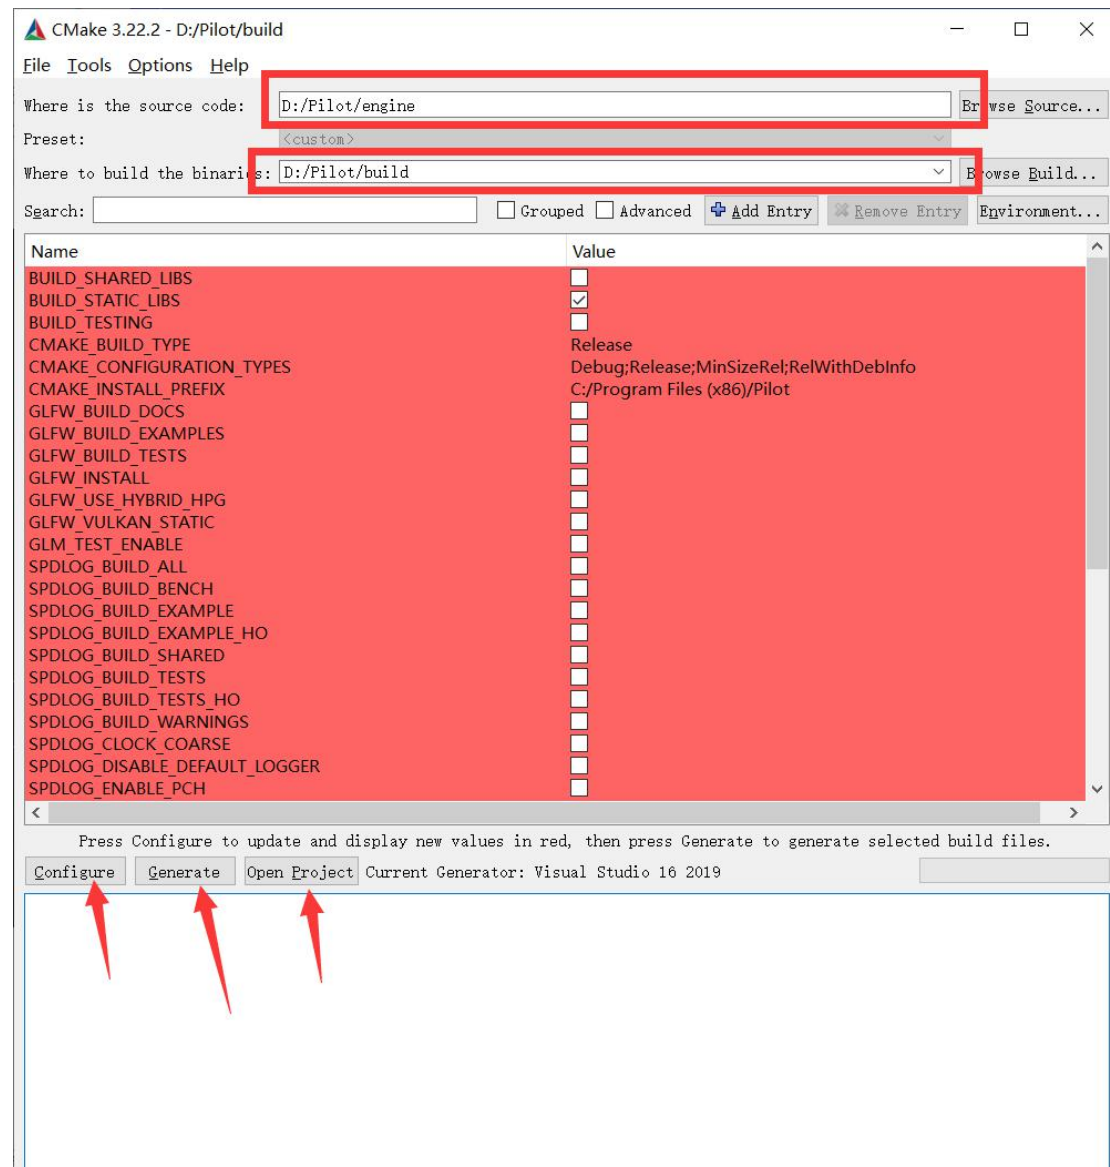 CMake 3.22.2 - D:/Pilot/build
File Tools Options Help
Where is the source code: D:/Pilot/engine Browse Source...
Preset: <custom>
Where to build the binaries: D:/Pilot/build Browse Build...
Search: Grouped Advanced Add Entry Remove Entry Environment...
Name Value
BUILD_SHARED_LIBS
BUILD_STATIC_LIBS
BUILD_TESTING
CMAKE_BUILD_TYPE Release
CMAKE_CONFIGURATION_TYPES Debug;Release;MinSizeRel;RelWithDebInfo
CMAKE_INSTALL_PREFIX C:/Program Files (x86)/Pilot
GLFW_BUILD_DOCS
GLFW_BUILD_EXAMPLES
GLFW_BUILD_TESTS
GLFW_INSTALL
GLFW_USE_HYBRID_HPG
GLFW_VULKAN_STATIC
GLM_TEST_ENABLE
SPDLOG_BUILD_ALL
SPDLOG_BUILD_BENCH
SPDLOG_BUILD_EXAMPLE
SPDLOG_BUILD_EXAMPLE_HO
SPDLOG_BUILD_SHARED
SPDLOG_BUILD_TESTS
SPDLOG_BUILD_TESTS_HO
SPDLOG_BUILD_WARNINGS
SPDLOG_CLOCK_COARSE
SPDLOG_DISABLE_DEFAULT_LOGGER
SPDLOG_ENABLE_PCH
Press Configure to update and display new values in red, then press Generate to generate selected build files.
Configure Generate Open Project Current Generator: Visual Studio 16 2019